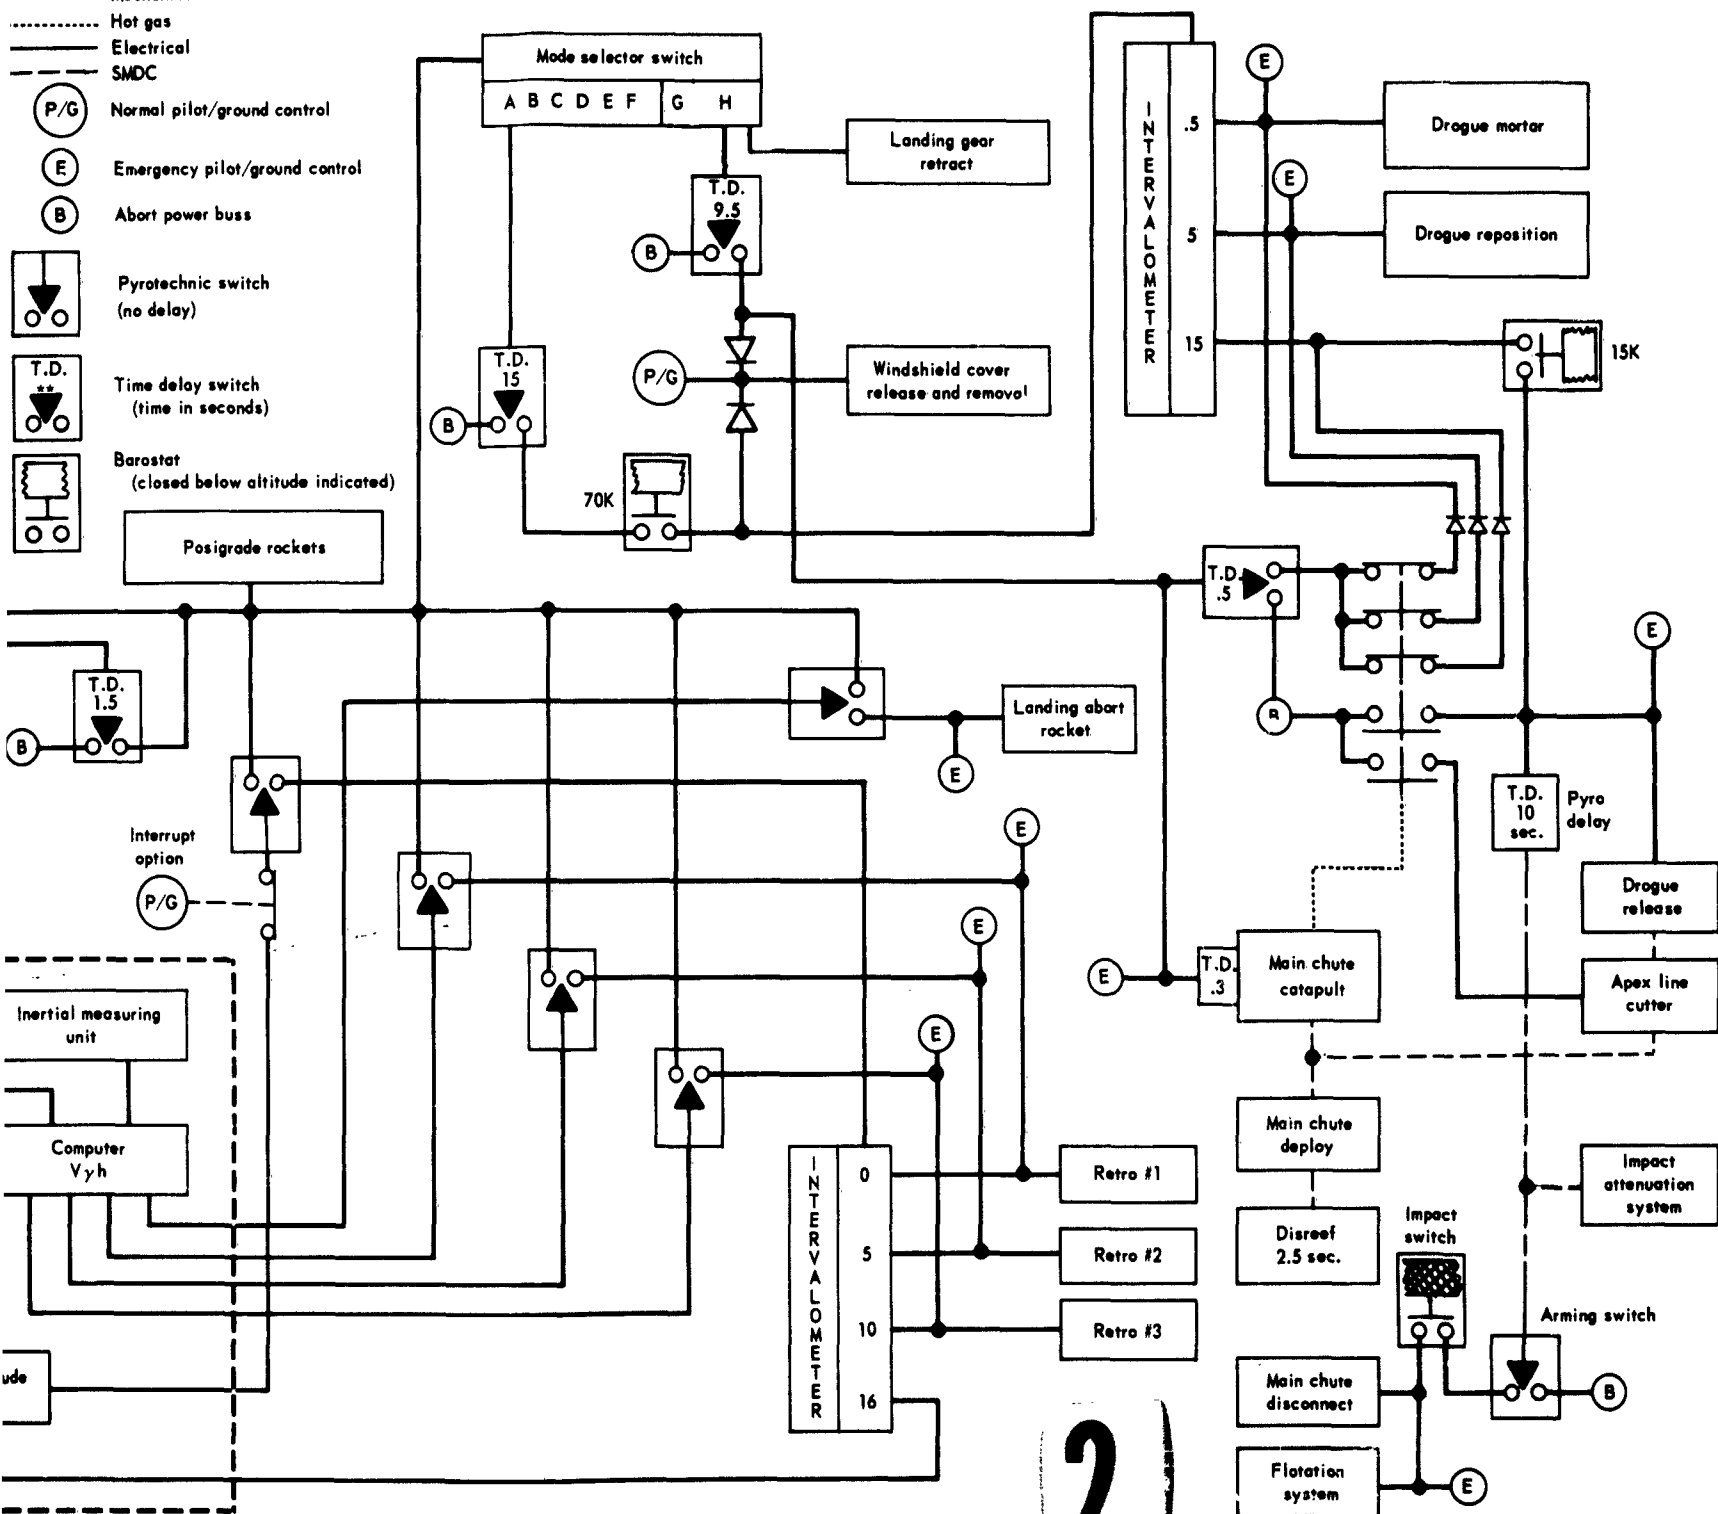 Hot gas
Electrical
SMDC
P/G
Normal pilot/ground control
E
Emergency pilot/ground control
B
Abort power buss
Pyrotechnic switch
(no delay)
T.D.
**
Time delay switch
(time in seconds)
Barostat
(closed below altitude indicated)
Mode selector switch
A B C D E F G H
Landing gear
retract
T.D.
9.5
B
T.D.
15
B
P/G
Windshield cover
release and removal
70K
INTERVALOMETER
.5
5
15
E
Drogue mortar
E
Drogue reposition
15K
Posigrade rockets
T.D.
1.5
B
T.D.
.5
B
E
Landing abort
rocket
E
T.D.
10
sec.
Pyro
delay
Interrupt
option
P/G
E
E
E
Drogue
release
Apex line
cutter
E
T.D.
.3
Main chute
catapult
Inertial measuring
unit
Computer
Vγh
Main chute
deploy
Disreef
2.5 sec.
Impact
attenuation
system
INTERVALOMETER
0
5
10
16
Retro #1
Retro #2
Retro #3
Impact
switch
Arming switch
B
ude
Main chute
disconnect
Flotation
system
E
2